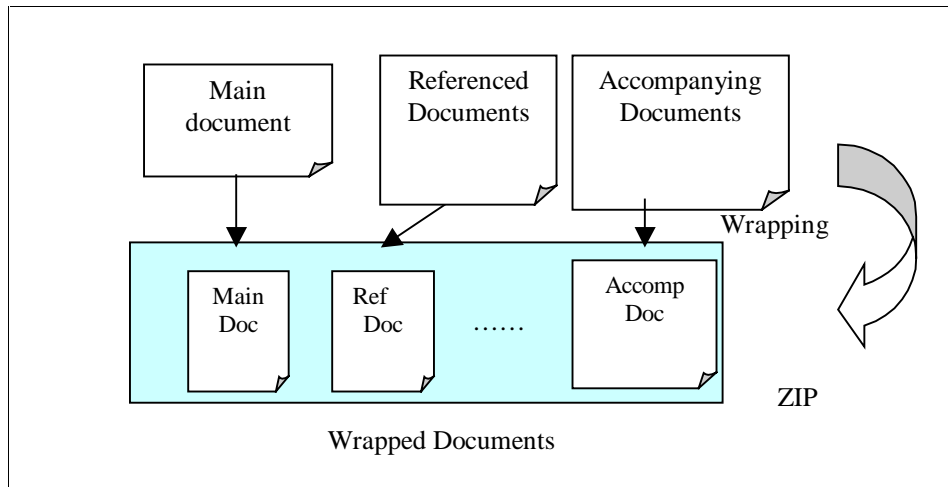 Main
document
Referenced
Documents
Accompanying
Documents
Wrapping
Main
Doc
Ref
Doc
……
Accomp
Doc
ZIP
Wrapped Documents